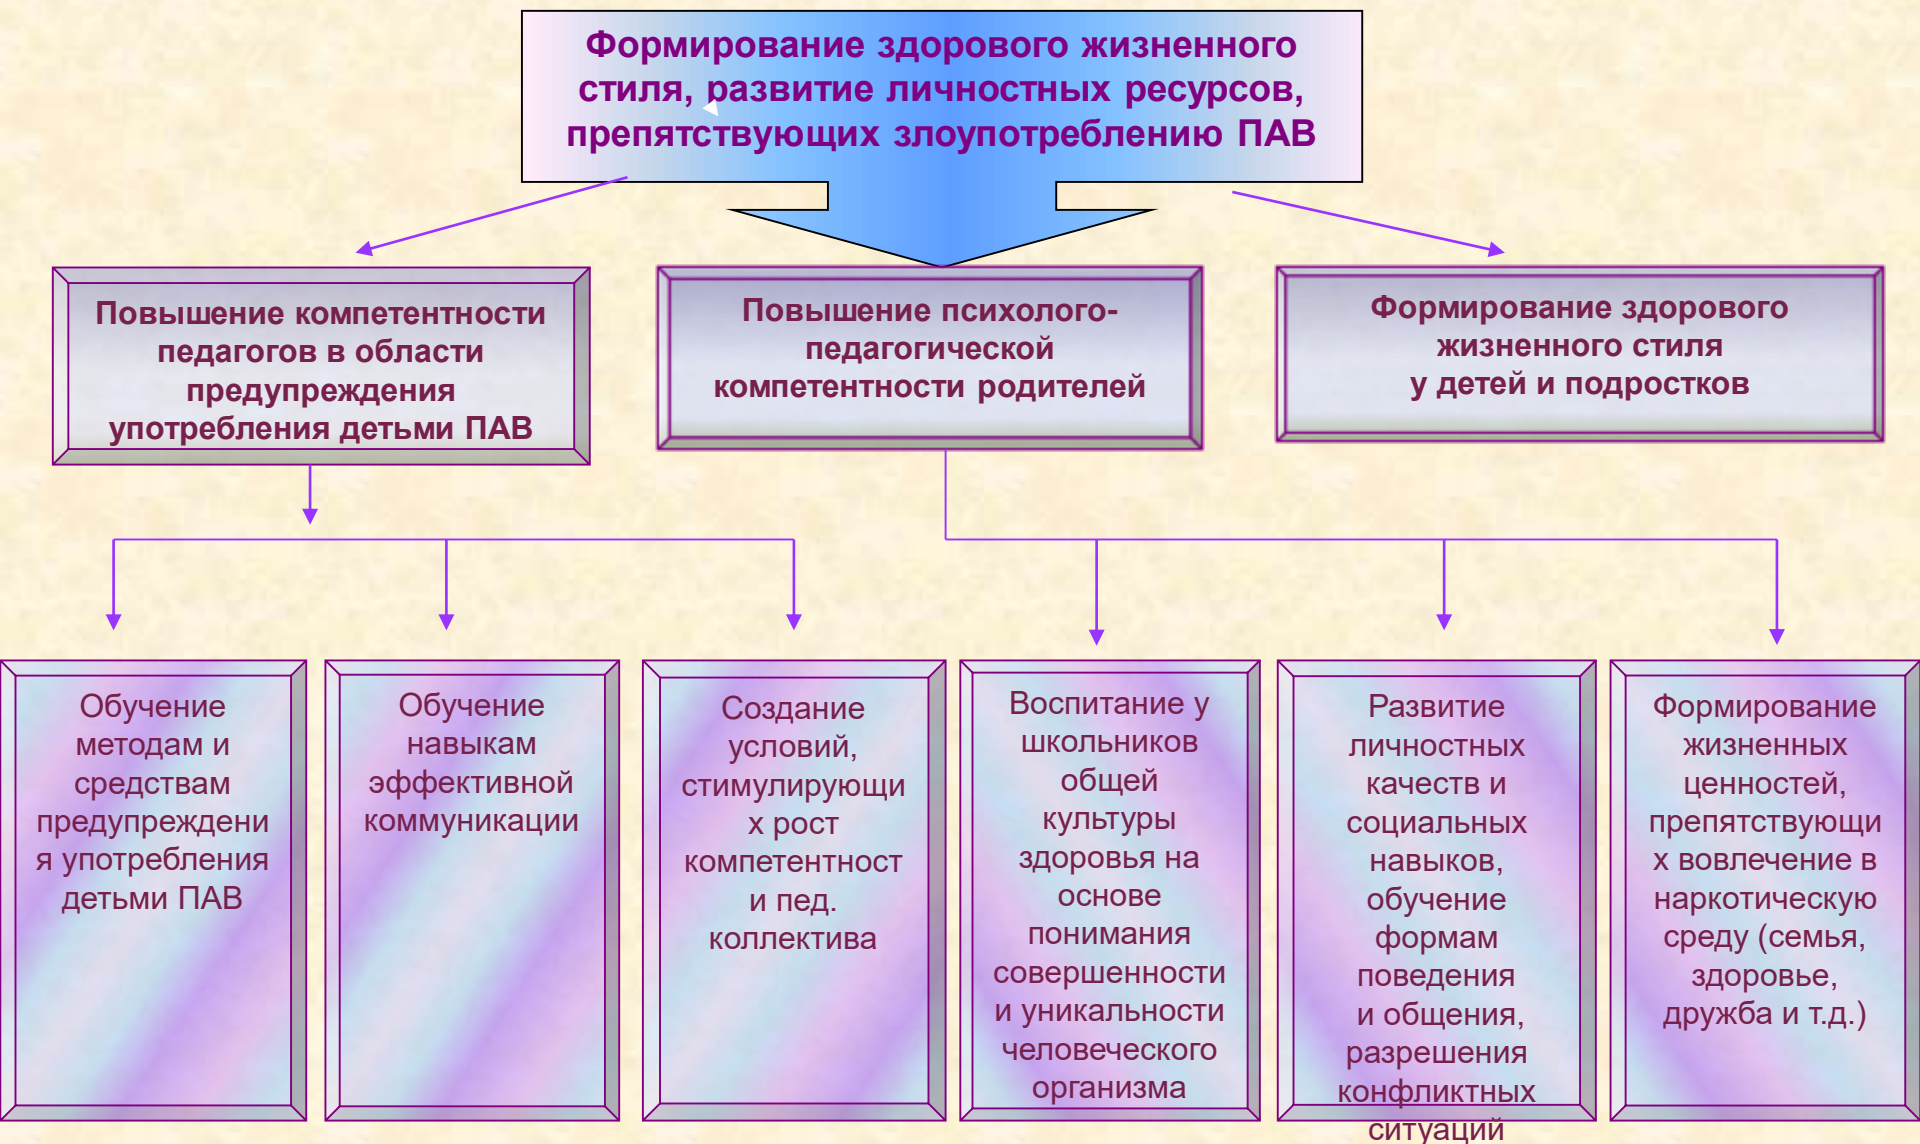 Формирование здорового жизненного
стиля, развитие личностных ресурсов,
препятствующих злоупотреблению ПАВ
Повышение компетентности
педагогов в области
предупреждения
употребления детьми ПАВ
Повышение психолого-
педагогической
компетентности родителей
Формирование здорового
жизненного стиля
у детей и подростков
Обучение
методам и
средствам
предупреждени
я употребления
детьми ПАВ
Обучение
навыкам
эффективной
коммуникации
Создание
условий,
стимулирующи
х рост
компетентност
и пед.
коллектива
Воспитание у
школьников
общей
культуры
здоровья на
основе
понимания
совершенности
и уникальности
человеческого
организма
Развитие
личностных
качеств и
социальных
навыков,
обучение
формам
поведения
и общения,
разрешения
конфликтных
ситуаций
Формирование
жизненных
ценностей,
препятствующи
х вовлечение в
наркотическую
среду (семья,
здоровье,
дружба и т.д.)